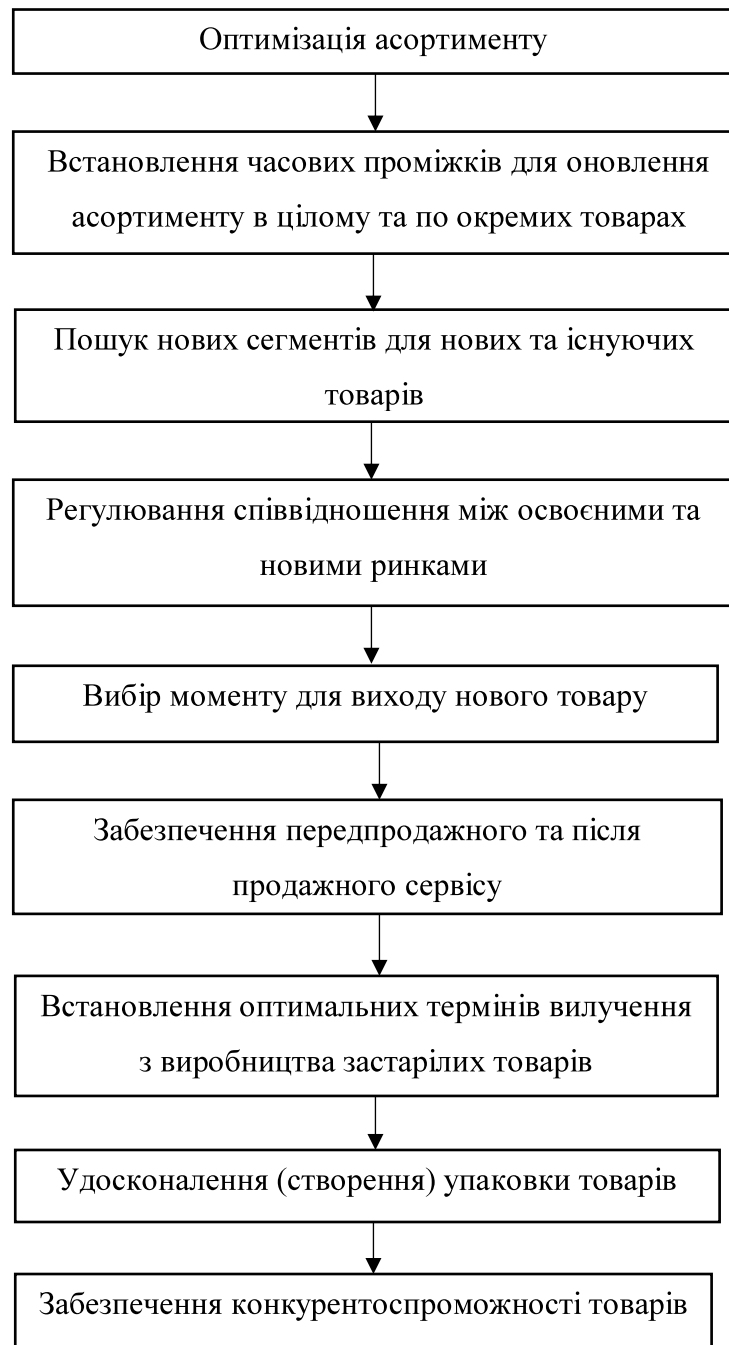 Оптимізація асортименту
Встановлення часових проміжків для оновлення
асортименту в цілому та по окремих товарах
Пошук нових сегментів для нових та існуючих
товарів
Регулювання співвідношення між освоєними та
новими ринками
Вибір моменту для виходу нового товару
Забезпечення передпродажного та після
продажного сервісу
Встановлення оптимальних термінів вилучення
з виробництва застарілих товарів
Удосконалення (створення) упаковки товарів
Забезпечення конкурентоспроможності товарів